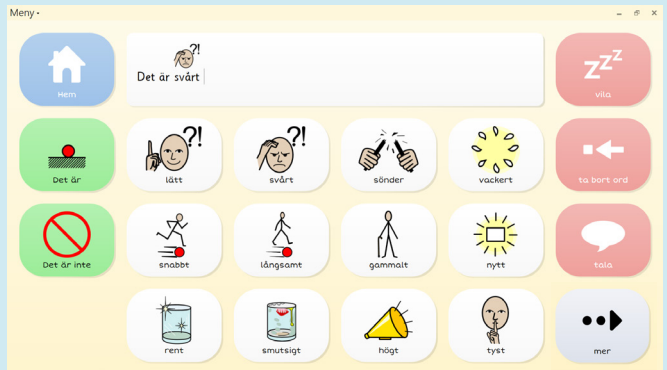 Meny
Hem
?!
Det är svårt
zzz
vila
Det är
?!
lätt
?!
svårt
sönder
vackert
ta bort ord
Det är inte
snabbt
långsamt
gammalt
nytt
tala
rent
smutsigt
högt
tyst
mer